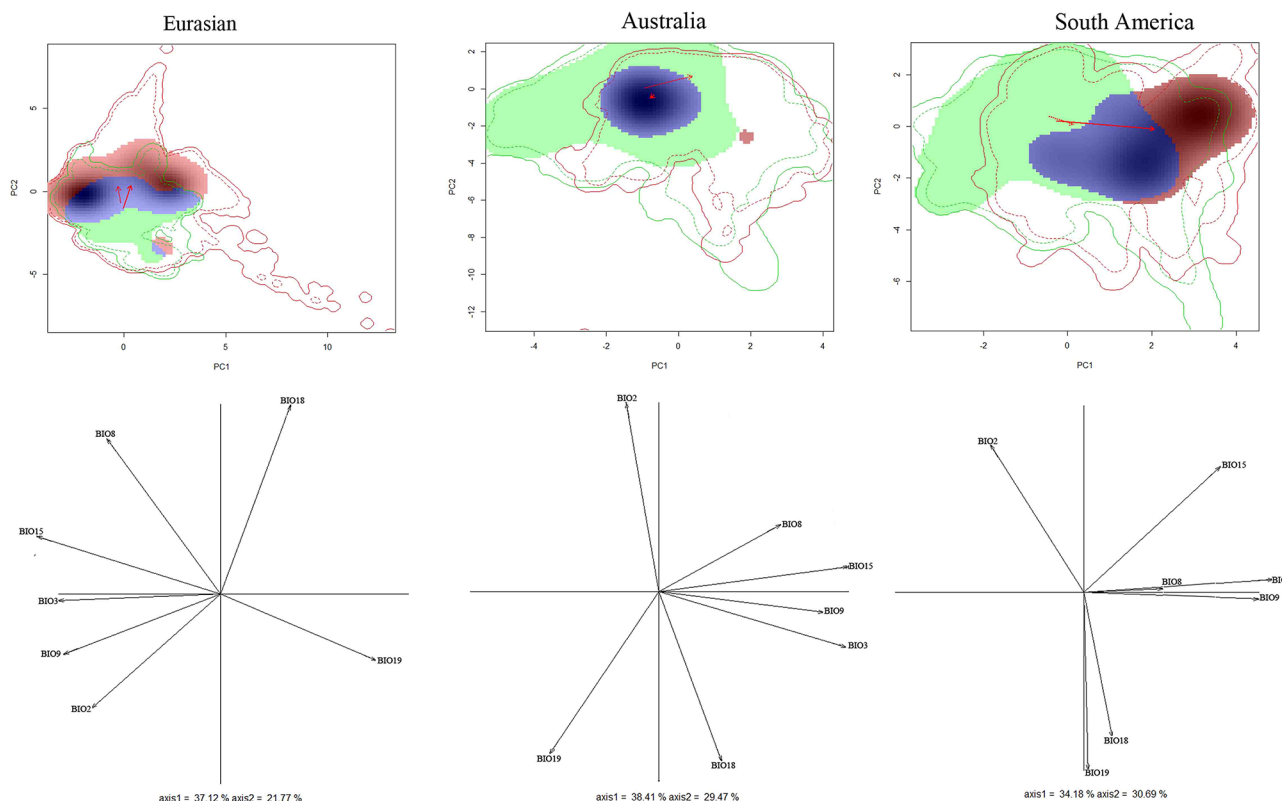 Eurasian
Australia
South America
5
0
-5
PC2
0
5
10
PC1
2
0
-2
-4
-6
-8
-10
-12
PC2
-4
-2
0
2
4
PC1
2
0
-2
-4
-6
PC2
-2
0
2
4
PC1
BIO18
BIO8
BIO15
BIO3
BIO9
BIO2
BIO19
axis1 = 37.12 % axis2 = 21.77 %
BIO2
BIO8
BIO15
BIO9
BIO3
BIO19
BIO18
axis1 = 38.41 % axis2 = 29.47 %
BIO2
BIO15
BIO8
BIO9
BIO18
BIO19
axis1 = 34.18 % axis2 = 30.69 %